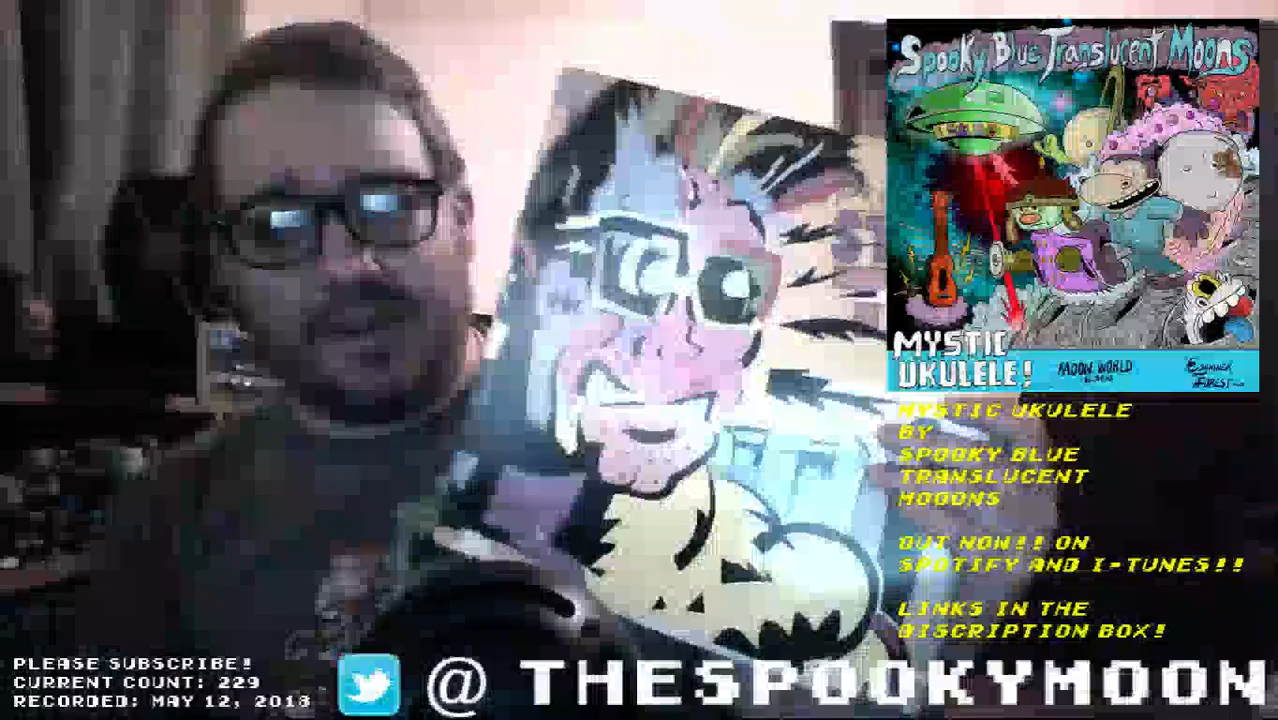 Spooky Blue Translucent Moons
MYSTIC
UKULELE!
MOON WORLD
MYSTIC UKULELE
BY
SPOOKY BLUE
TRANSLUCENT
MOOONS
OUT NOW!! ON
SPOTIFY AND I-TUNES!!
LINKS IN THE
DISCRIPTION BOX!
PLEASE SUBSCRIBE!
CURRENT COUNT: 229
RECORDED: MAY 12, 2018
@ THESPOOKYMOON